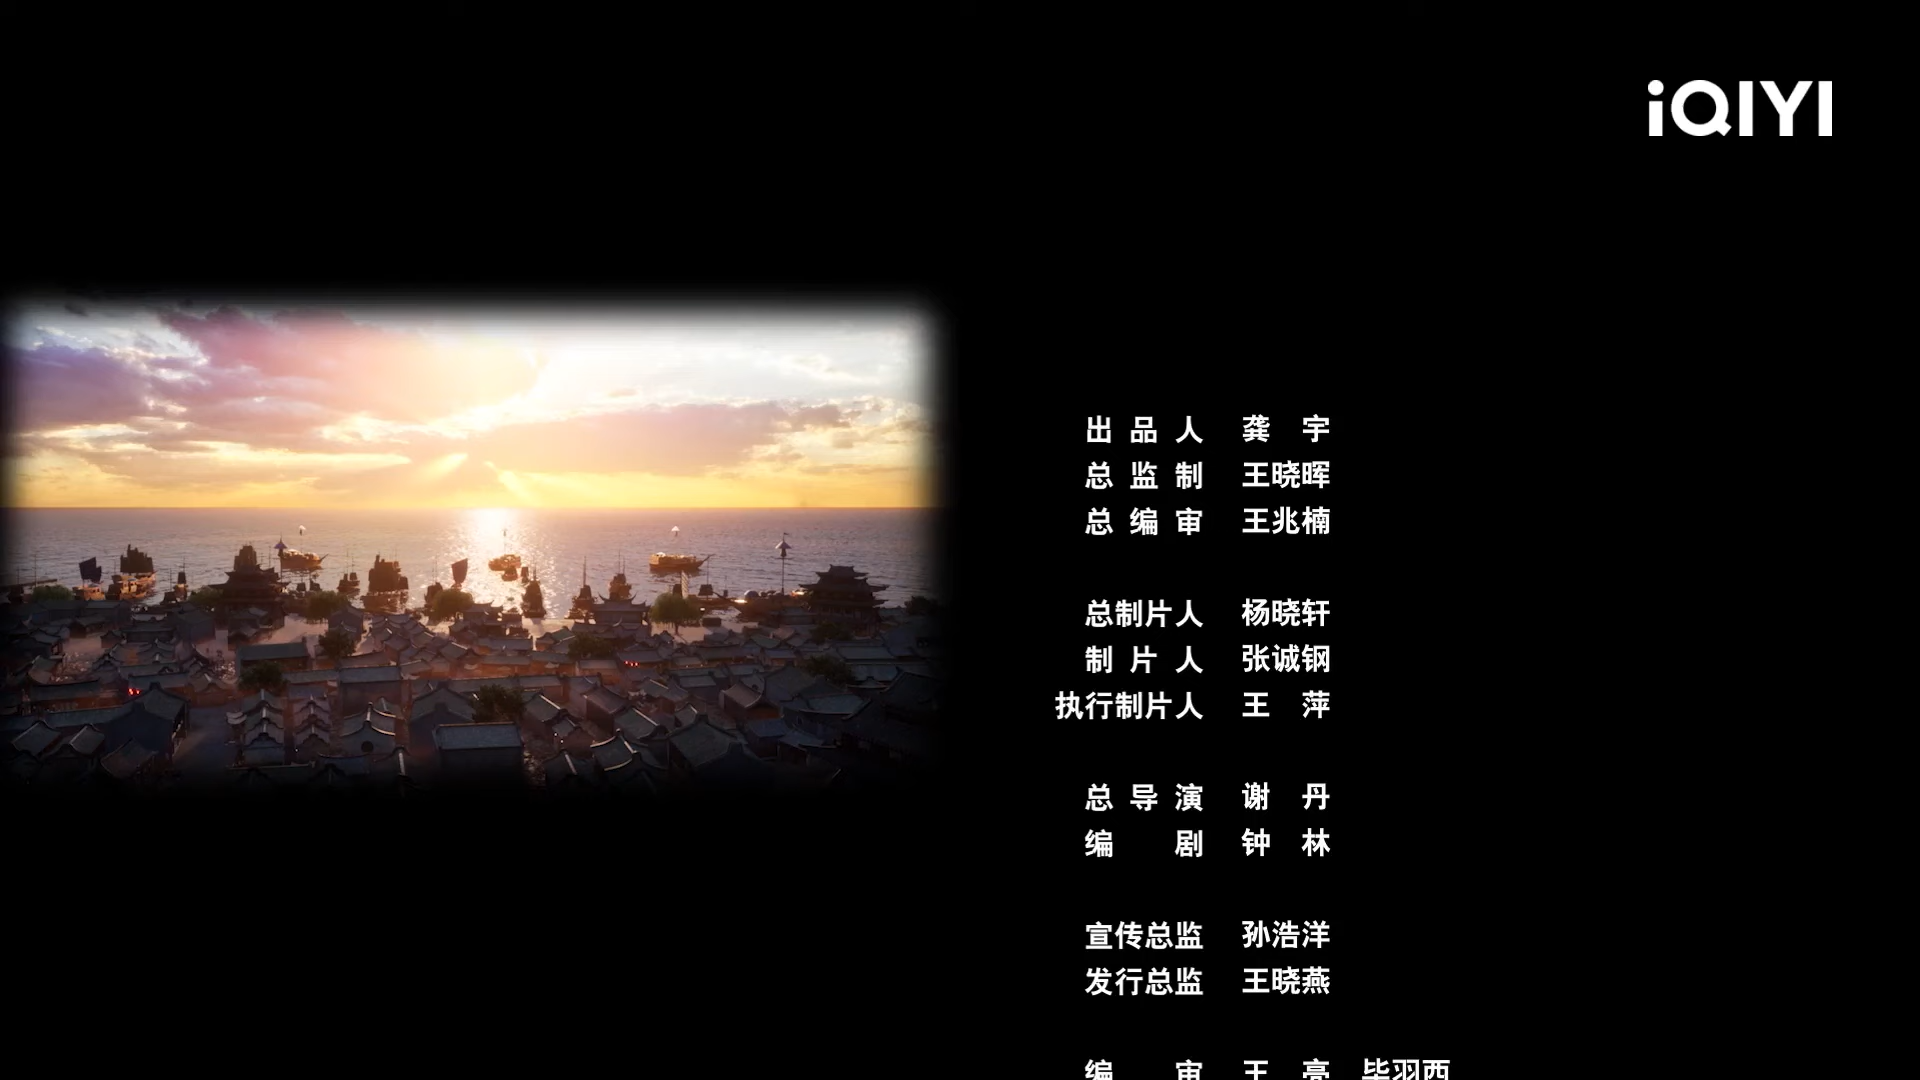 iQIYI
出品人 龚宇
总监制 王晓晖
总编审 王兆楠
总制片人 杨晓轩
制片人 张诚钢
执行制片人 王萍
总导演 谢丹
编剧 钟林
宣传总监 孙浩洋
发行总监 王晓燕
编审 王亮 毕羽西